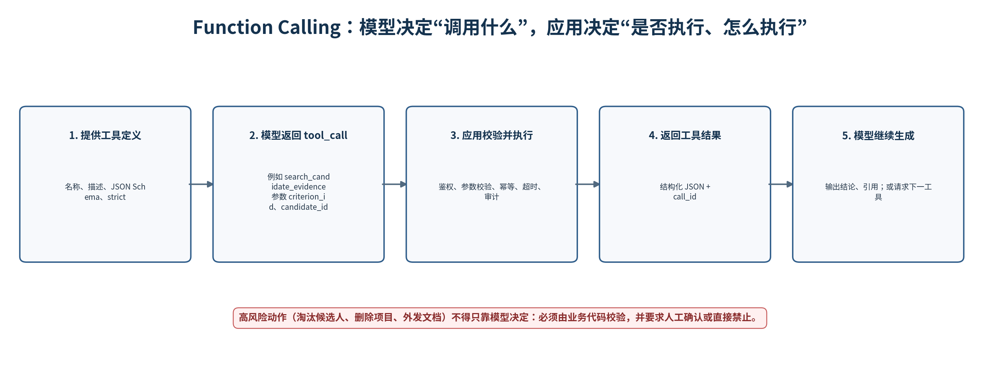 Function Calling：模型决定“调用什么”，应用决定“是否执行、怎么执行”
1. 提供工具定义
名称、描述、JSON Sch
ema、strict
2. 模型返回 tool_call
例如 search_cand
idate_evidence
参数 criterion_i
d、candidate_id
3. 应用校验并执行
鉴权、参数校验、幂等、超时、
审计
4. 返回工具结果
结构化 JSON +
call_id
5. 模型继续生成
输出结论、引用；或请求下一工
具
高风险动作（淘汰候选人、删除项目、外发文档）不得只靠模型决定：必须由业务代码校验，并要求人工确认或直接禁止。